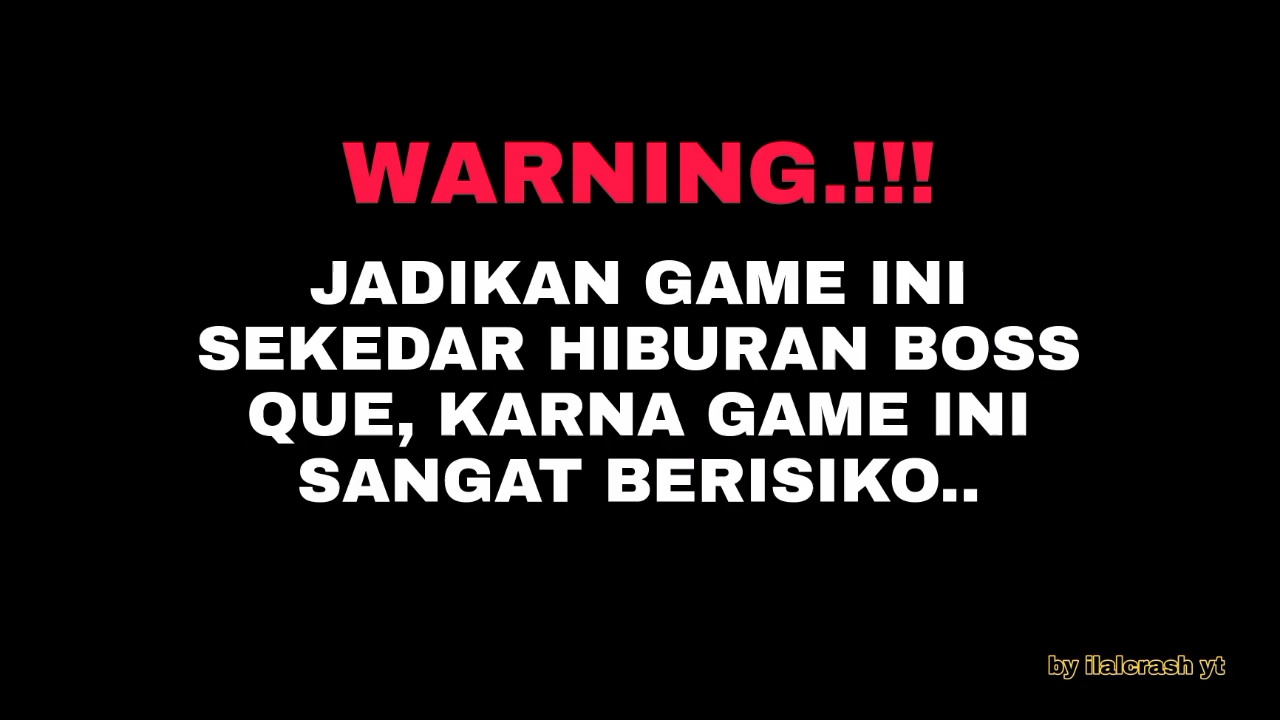 WARNING.!!!
JADIKAN GAME INI
SEKEDAR HIBURAN BOSS
QUE, KARNA GAME INI
SANGAT BERISIKO..
by ilalcrash yt